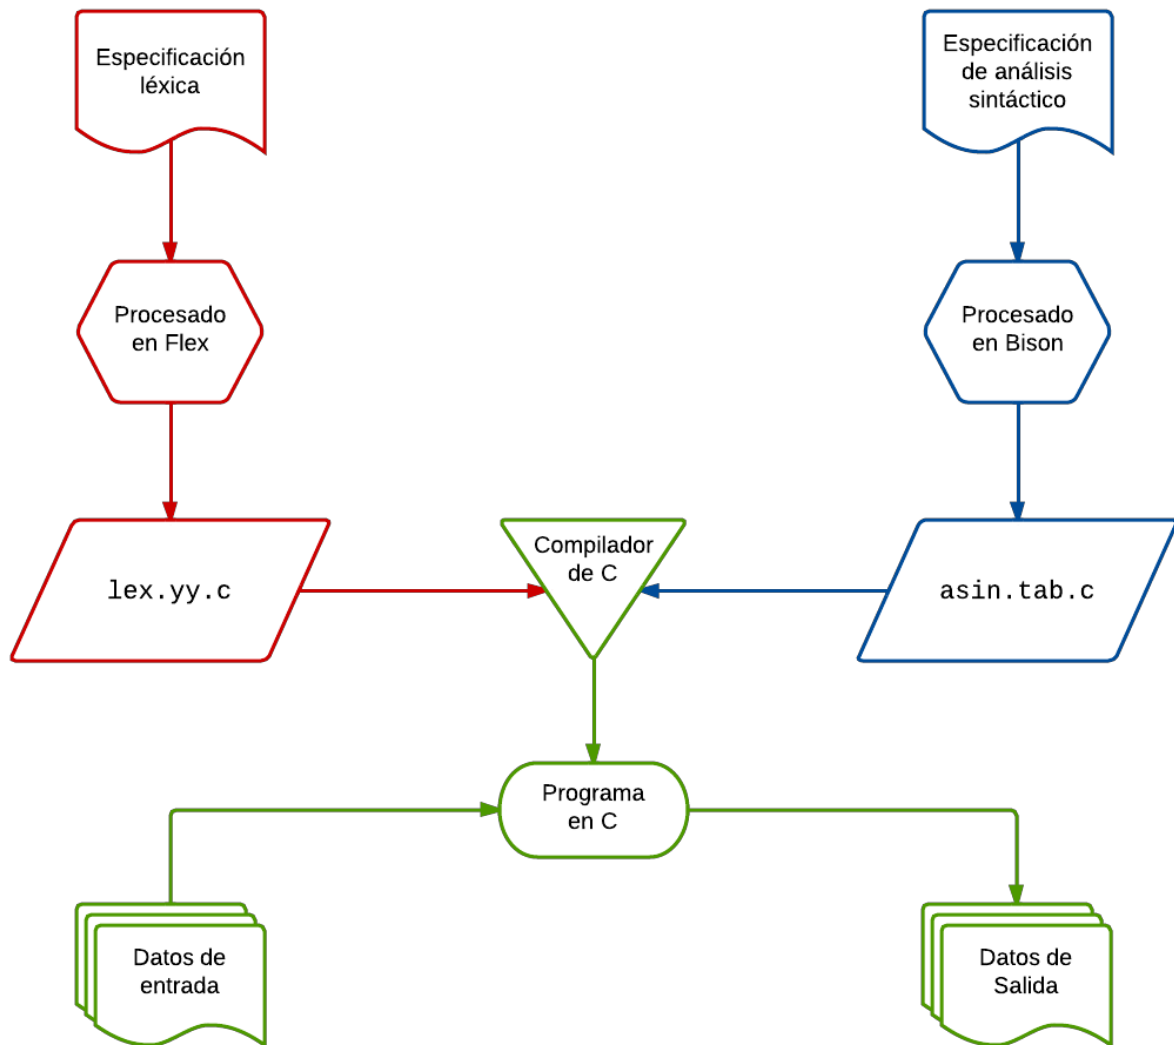 Especificación
léxica
Especificación
de análisis
sintáctico
Procesado
en Flex
Procesado
en Bison
lex.yy.c
Compilador
de C
asin.tab.c
Programa
en C
Datos de
entrada
Datos de
Salida